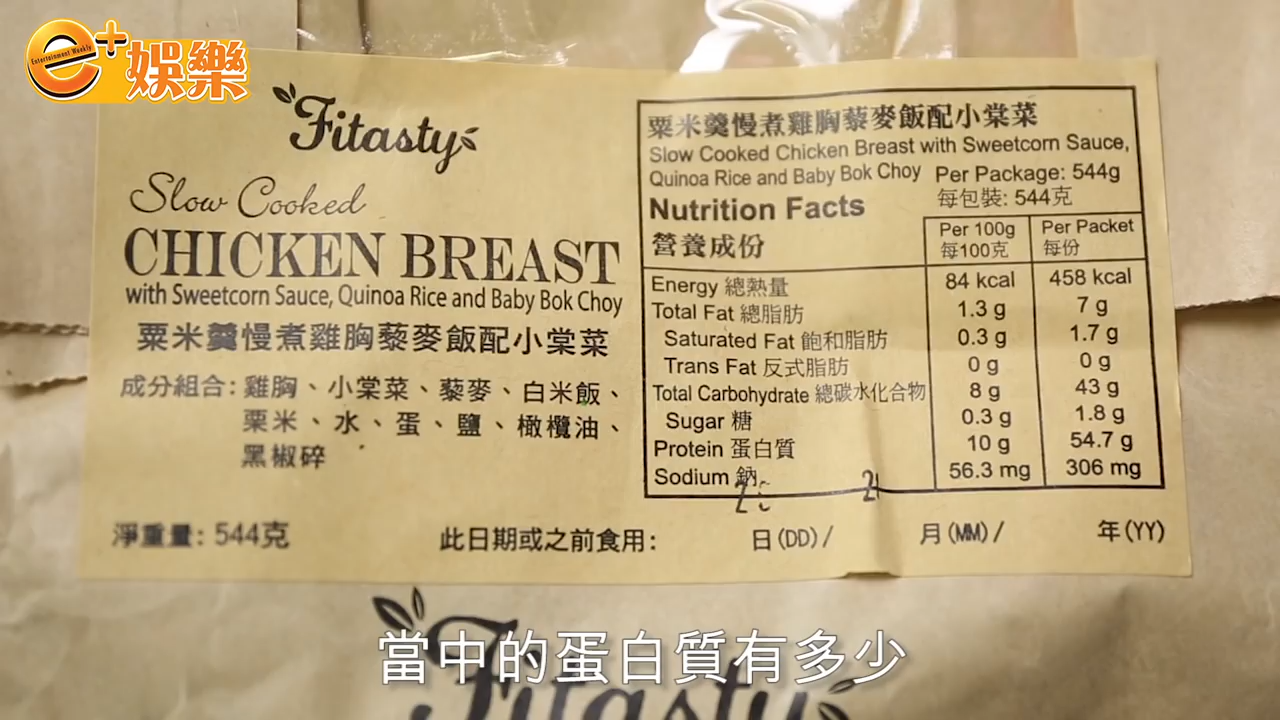 e+娛樂
Entertainment Weekly
Fitasty
Slow Cooked
CHICKEN BREAST
with Sweetcorn Sauce, Quinoa Rice and Baby Bok Choy
粟米羹慢煮雞胸藜麥飯配小棠菜
成分組合: 雞胸、小棠菜、藜麥、白米飯、
粟米、水、蛋、鹽、橄欖油、
黑椒碎
淨重量: 544克
粟米羹慢煮雞胸藜麥飯配小棠菜
Slow Cooked Chicken Breast with Sweetcorn Sauce,
Quinoa Rice and Baby Bok Choy Per Package: 544g
每包裝: 544克
Nutrition Facts
營養成份
Per 100g Per Packet
每100克 每份
Energy 總熱量 84 kcal 458 kcal
Total Fat 總脂肪 1.3 g 7 g
Saturated Fat 飽和脂肪 0.3 g 1.7 g
Trans Fat 反式脂肪 0 g 0 g
Total Carbohydrate 總碳水化合物 8 g 43 g
Sugar 糖 0.3 g 1.8 g
Protein 蛋白質 10 g 54.7 g
Sodium 鈉 56.3 mg 306 mg
此日期或之前食用: 日(DD)/ 月(MM)/ 年(YY)
Fitasty
當中的蛋白質有多少